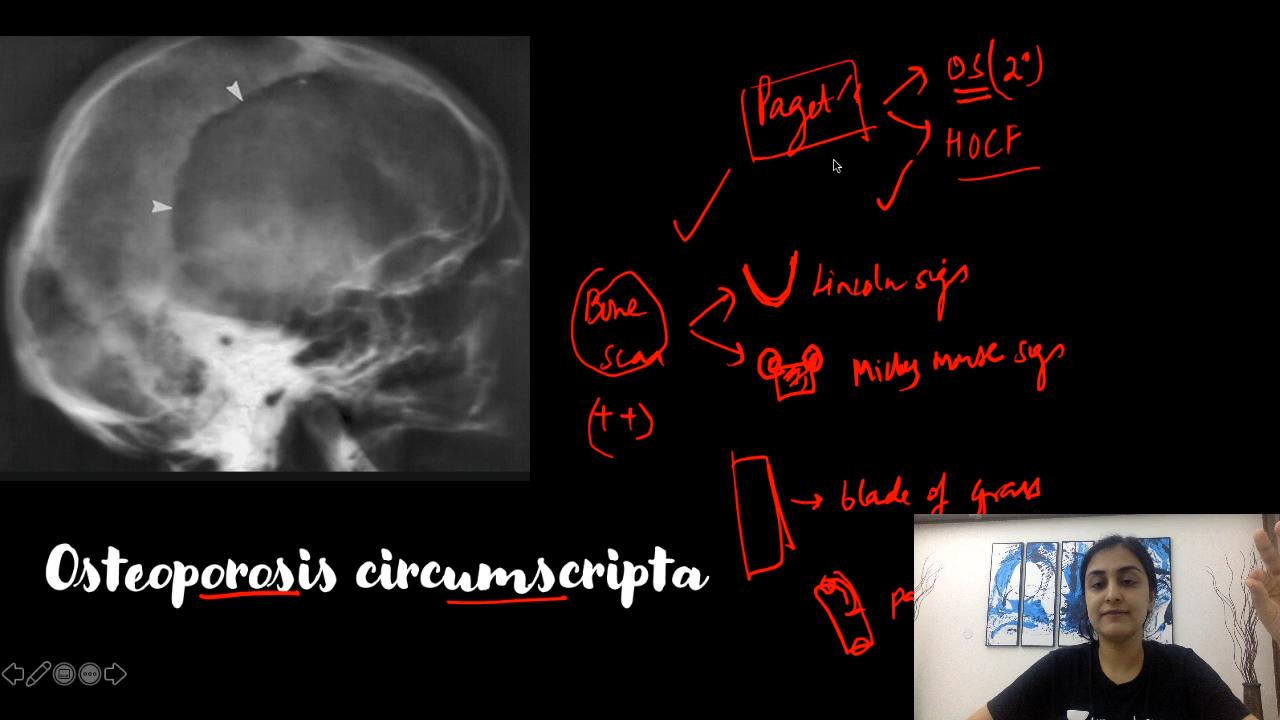 Paget's
OS (2°)
HOCF
Bone
scan
(++)
Lincoln sign
Mickey mouse sign
blade of grass
Osteoporosis circumscripta